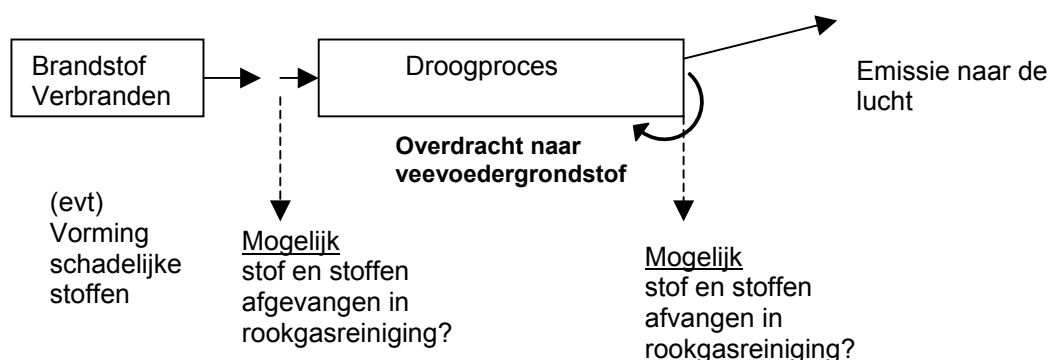 Brandstof
Verbranden
Droogproces
Emissie naar de
lucht
Overdracht naar
veevoedergrondstof
(evt)
Vorming
schadelijke
stoffen
Mogelijk
stof en stoffen
afgevangen in
rookgasreiniging?
Mogelijk
stof en stoffen
afvangen in
rookgasreiniging?